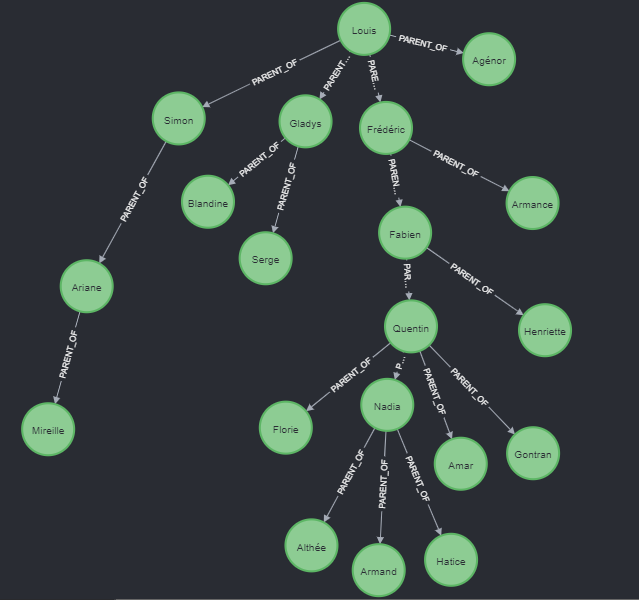 Louis
PARENT_OF
Agénor
PARENT_OF
PARENT...
PARE...
Simon
Gladys
Frédéric
PARENT_OF
PARENT_OF
PARENT_OF
PAREN...
PARENT_OF
Blandine
Armance
PARENT_OF
Serge
Fabien
Ariane
PAR...
PARENT_OF
Quentin
Henriette
PARENT_OF
PARENT_OF
P...
PARENT_OF
PARENT_OF
Mireille
Florie
Nadia
Amar
Gontran
PARENT_OF
PARENT_OF
PARENT_OF
Althée
Armand
Hatice